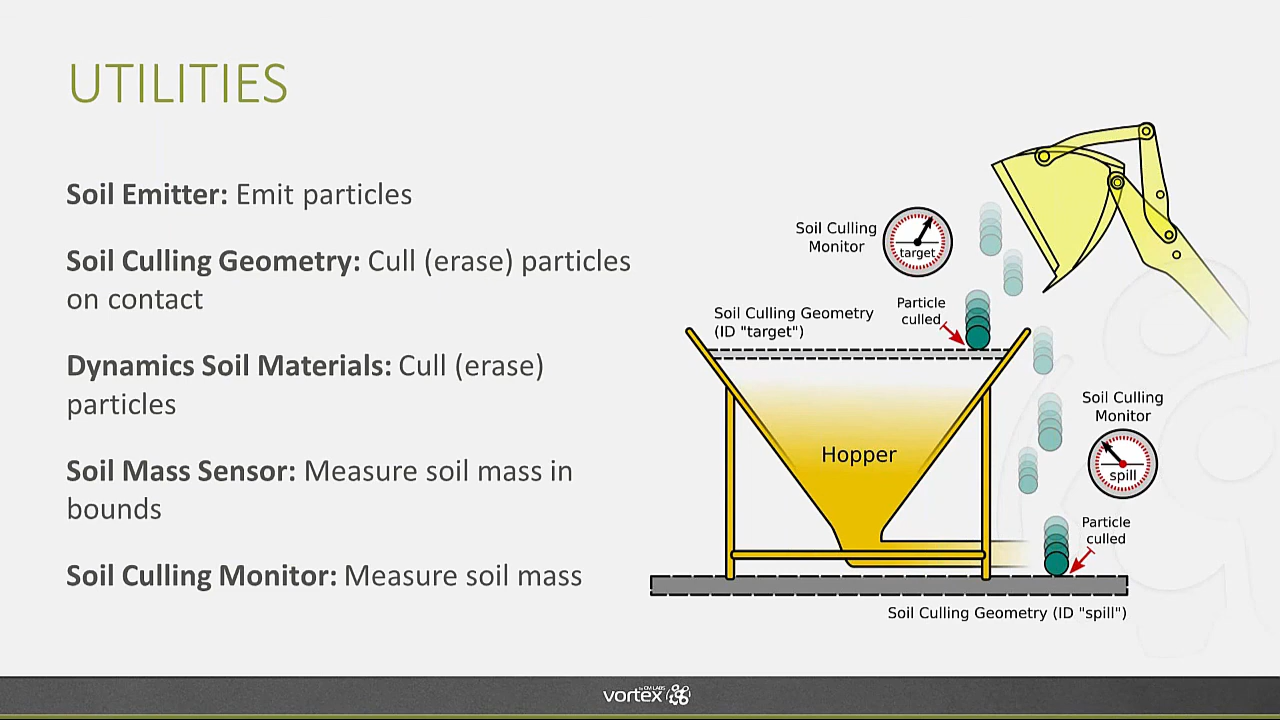 UTILITIES
Soil Emitter: Emit particles
Soil Culling Geometry: Cull (erase) particles
on contact
Dynamics Soil Materials: Cull (erase)
particles
Soil Mass Sensor: Measure soil mass in
bounds
Soil Culling Monitor: Measure soil mass
Soil Culling
Monitor
target
Particle
culled
Soil Culling Geometry
(ID "target")
Hopper
Soil Culling
Monitor
spill
Particle
culled
Soil Culling Geometry (ID "spill")
by CM LABS
vortex